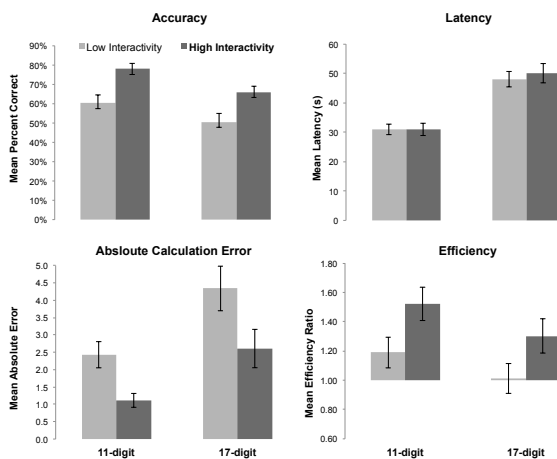 Accuracy
Mean Percent Correct
90%
80%
70%
60%
50%
40%
30%
20%
10%
0%
Low Interactivity
High Interactivity
Latency
Mean Latency (s)
60
50
40
30
20
10
0
Absloute Calculation Error
Mean Absolute Error
5.0
4.5
4.0
3.5
3.0
2.5
2.0
1.5
1.0
0.5
0.0
11-digit
17-digit
Efficiency
Mean Efficiency Ratio
1.80
1.60
1.40
1.20
1.00
0.80
0.60
11-digit
17-digit